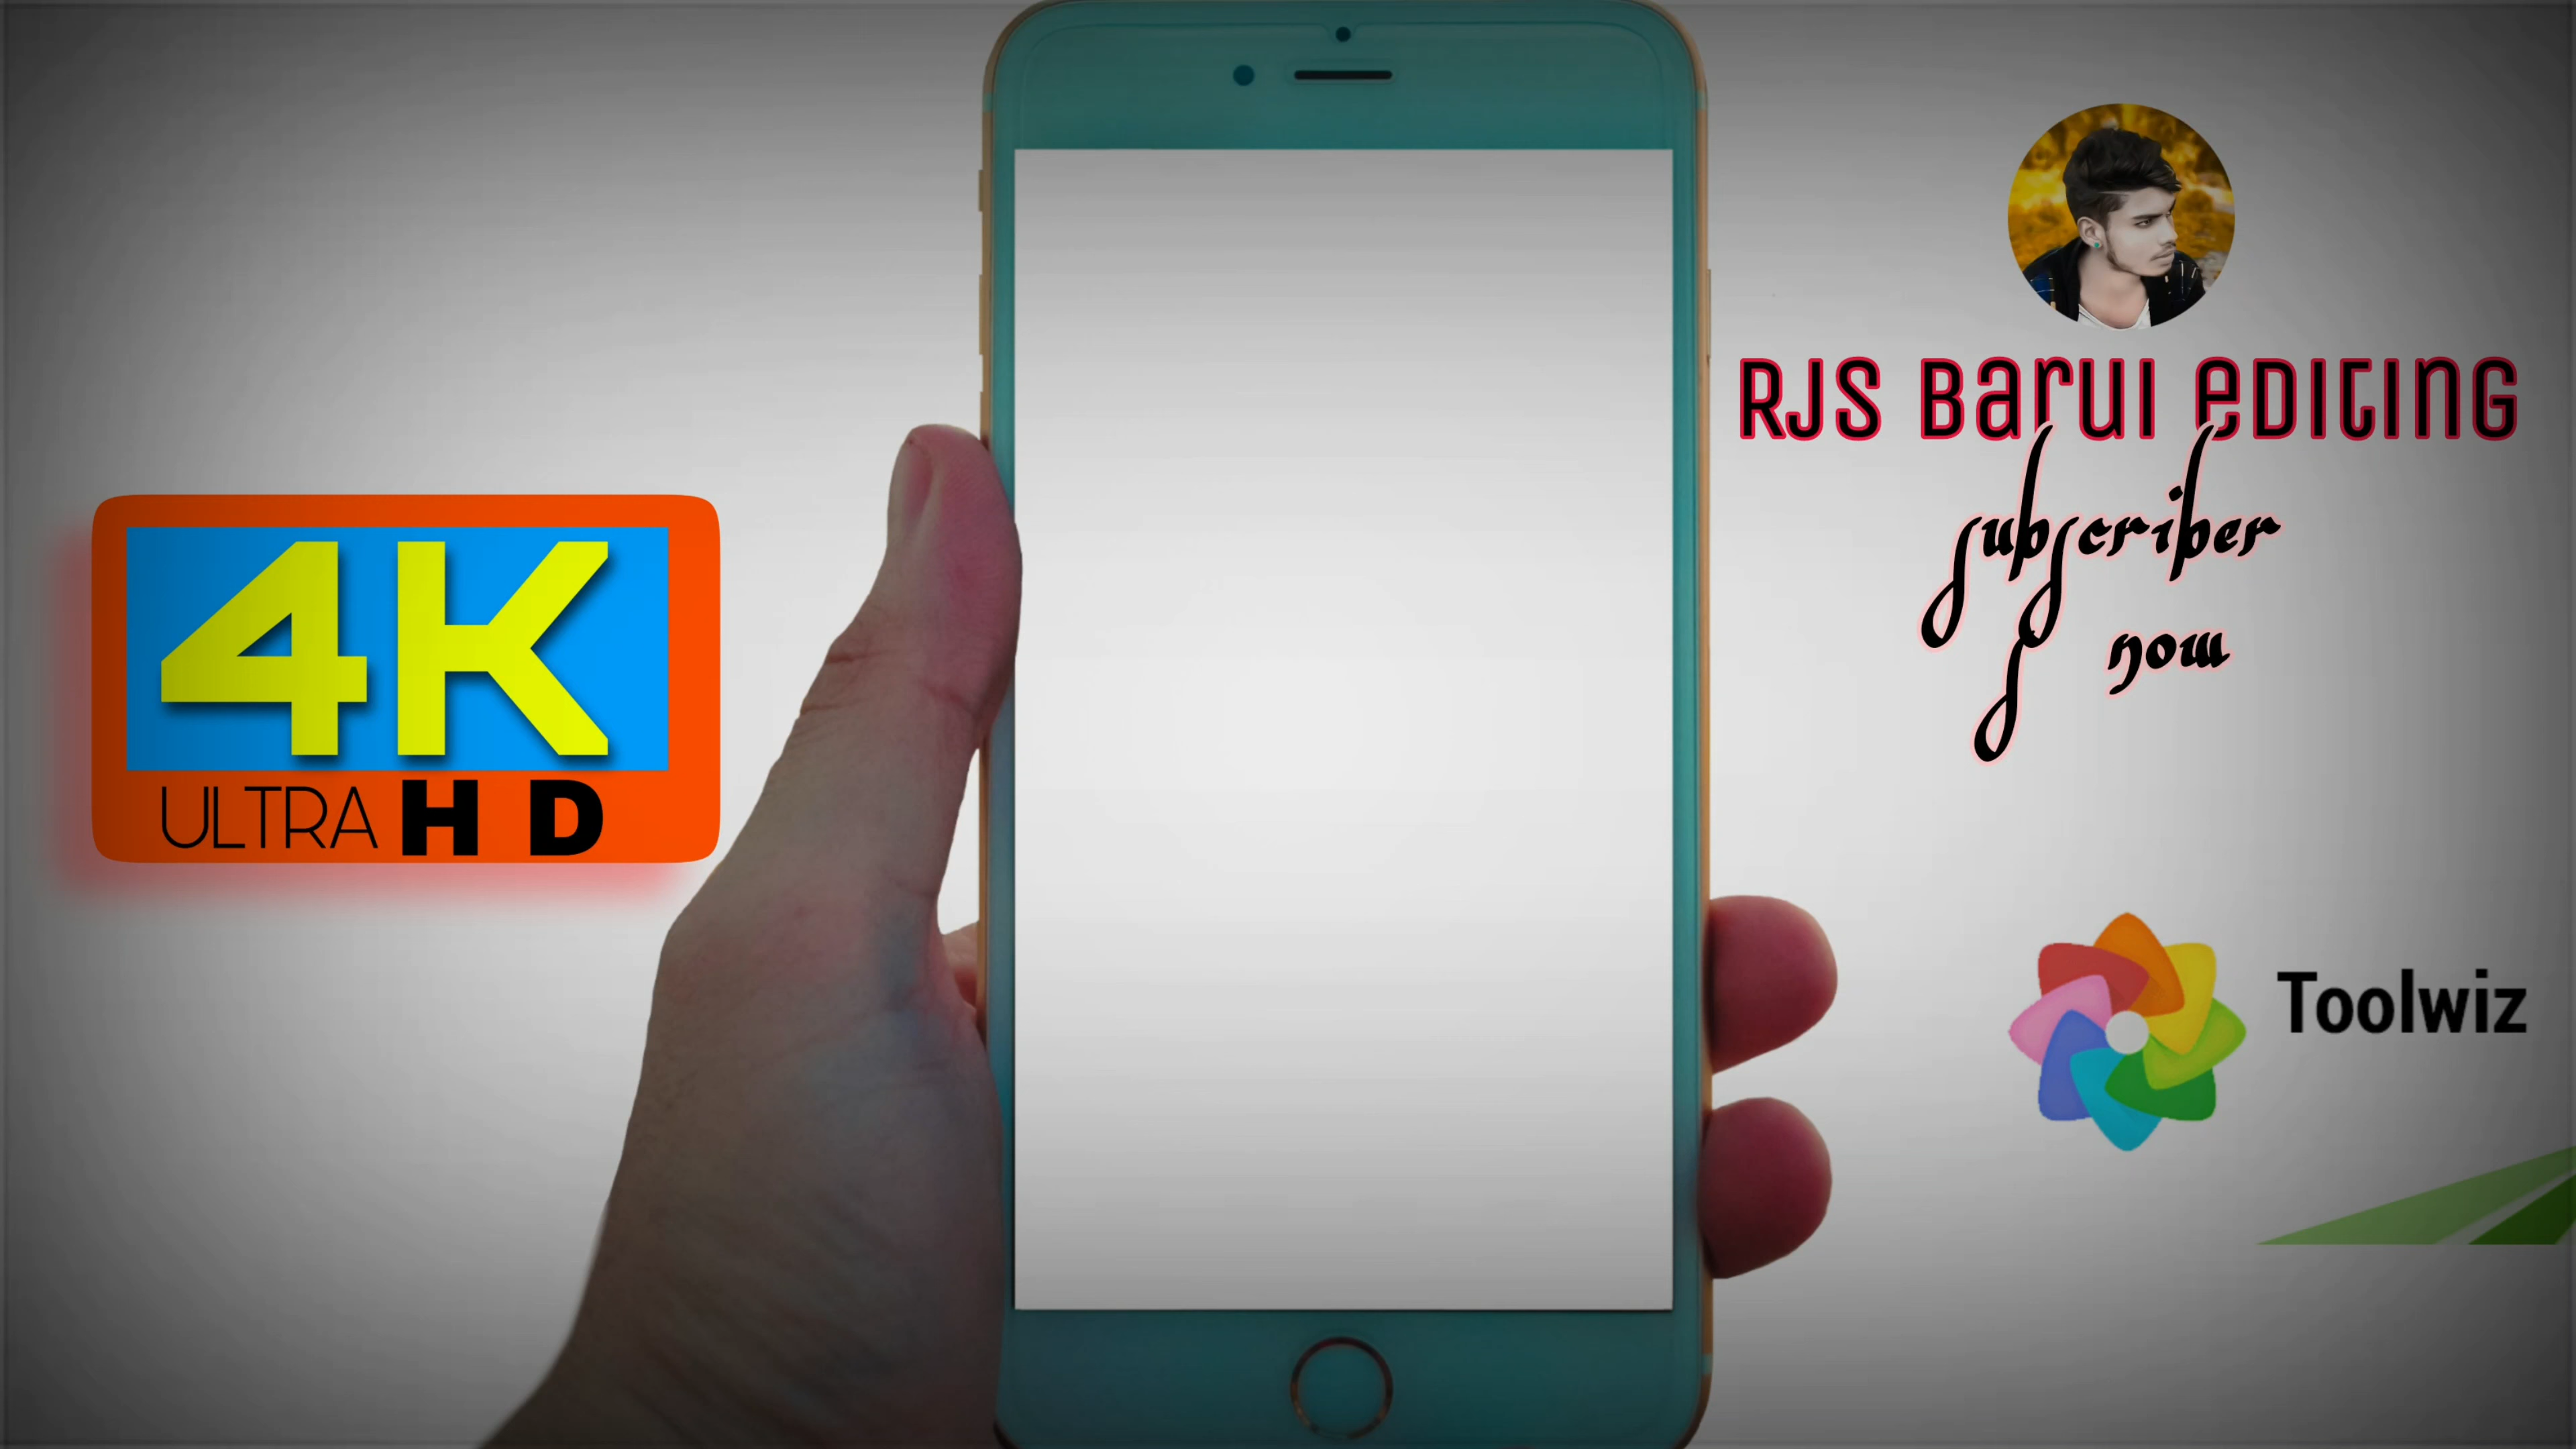 4K
ULTRA H D
RJS Barui editing
subscriber
now
Toolwiz